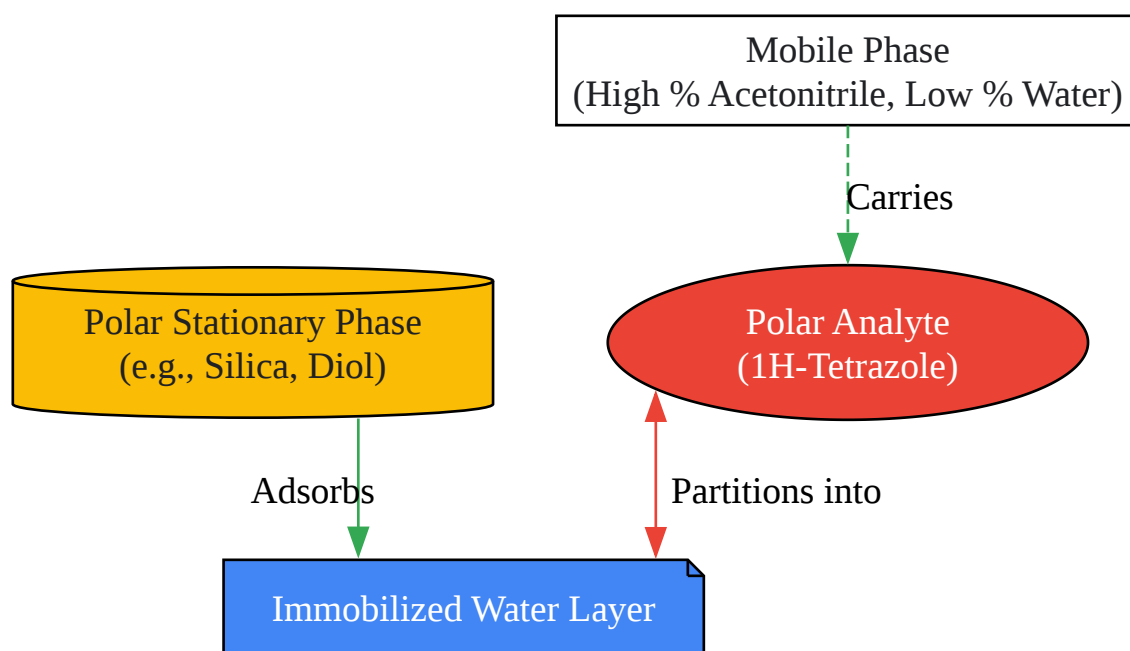 Mobile Phase
(High % Acetonitrile, Low % Water)
Carries
Polar Stationary Phase
(e.g., Silica, Diol)
Polar Analyte
(1H-Tetrazole)
Adsorbs
Partitions into
Immobilized Water Layer